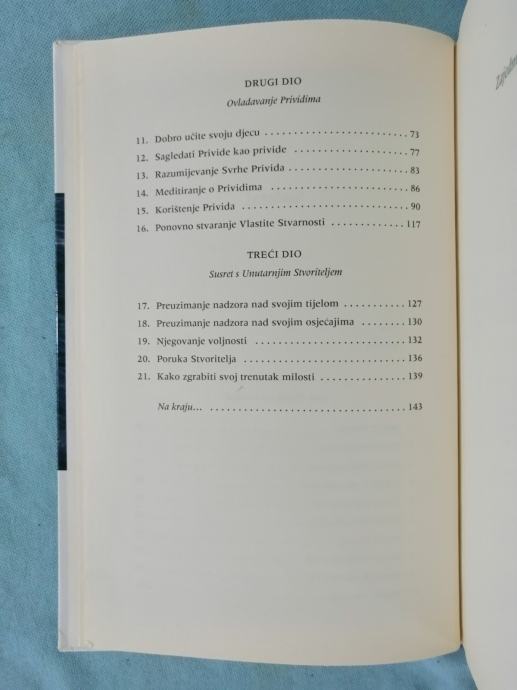 DRUGI DIO
Ovladavanje Prividima
11. Dobro učite svoju djecu . . . . . . . . . . . . . . . . . . . . . . . . . . 73
12. Sagledati Privide kao privide . . . . . . . . . . . . . . . . . . . . . . 77
13. Razumijevanje Svrhe Privida . . . . . . . . . . . . . . . . . . . . . . 83
14. Meditiranje o Prividima . . . . . . . . . . . . . . . . . . . . . . . . . . 86
15. Korištenje Privida . . . . . . . . . . . . . . . . . . . . . . . . . . . . . . 90
16. Ponovno stvaranje Vlastite Stvarnosti . . . . . . . . . . . . . . 117
TREĆI DIO
Susret s Unutarnjim Stvoriteljem
17. Preuzimanje nadzora nad svojim tijelom . . . . . . . . . . . . 127
18. Preuzimanje nadzora nad svojim osjećajima . . . . . . . . . 130
19. Njegovanje voljnosti . . . . . . . . . . . . . . . . . . . . . . . . . . . 132
20. Poruka Stvoritelja . . . . . . . . . . . . . . . . . . . . . . . . . . . . . 136
21. Kako zgrabiti svoj trenutak milosti . . . . . . . . . . . . . . . . 139
Na kraju... . . . . . . . . . . . . . . . . . . . . . . . . . . . . . . . . . . . 143